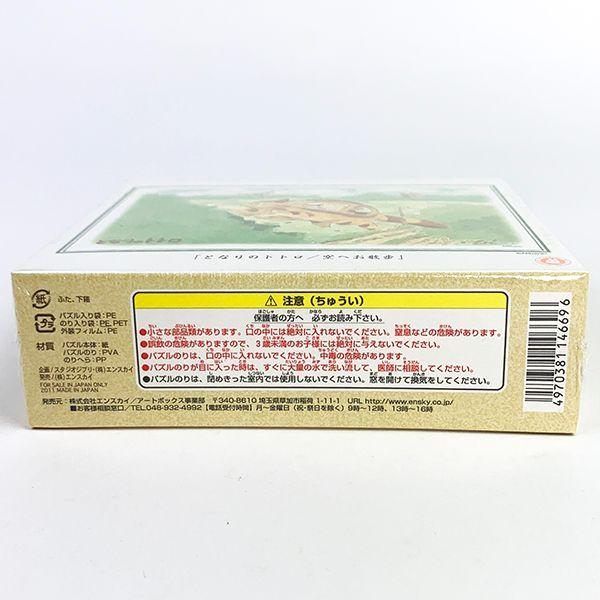 「となりのトトロ/空へお散歩」
紙 ふた、下箱
プラ パズル入り袋：PE
のり入り袋：PE,PET
外装フィルム：PE
材質 パズル本体：紙
パズルのり：PVA
のりへら：PP
企画/スタジオジブリ・(株)エンスカイ
発売/(株)エンスカイ
FOR SALE IN JAPAN ONLY
2011 MADE IN JAPAN
⚠ 注意（ちゅうい）
保護者の方へ 必ずお読み下さい。
●小さな部品類があります。口の中には絶対に入れないでください。窒息などの危険があります。
●誤飲の危険がありますので、3歳未満のお子様には絶対に与えないでください。
●パズルのりは、口の中に入れないでください。中毒の危険があります。
●パズルのりが目に入った時は、すぐに大量の水で洗い流して、医師に相談してください。
●パズルのりは、閉めきった室内では使用しないでください。窓を開けて換気をしてください。
発売元：株式会社エンスカイ/アートボックス事業部 〒340-8610 埼玉県草加市稲荷 1-11-1 URL http://www.ensky.co.jp/
■お客様相談窓口/TEL.048-932-4992【電話受付時間】月～金曜日(祝・祭日を除く)9時～12時、13時～16時
4970381146696